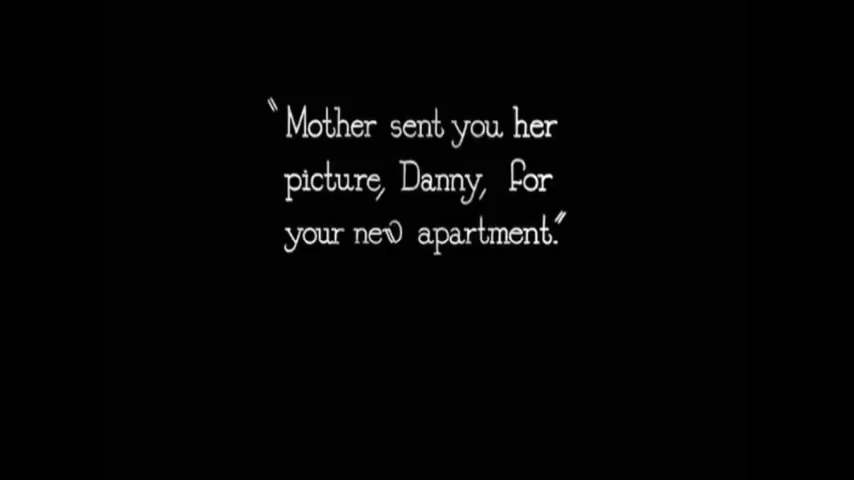 "Mother sent you her
picture, Danny, for
your new apartment."